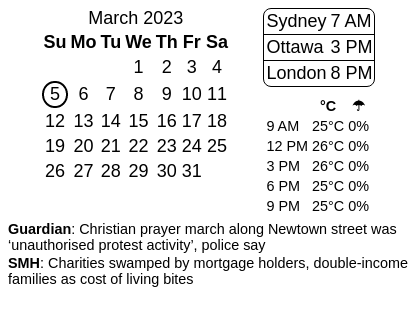 March 2023
Su Mo Tu We Th Fr Sa
1 2 3 4
5 6 7 8 9 10 11
12 13 14 15 16 17 18
19 20 21 22 23 24 25
26 27 28 29 30 31
Sydney 7 AM
Ottawa 3 PM
London 8 PM
°C ☂
9 AM 25°C 0%
12 PM 26°C 0%
3 PM 26°C 0%
6 PM 25°C 0%
9 PM 25°C 0%
Guardian: Christian prayer march along Newtown street was
‘unauthorised protest activity’, police say
SMH: Charities swamped by mortgage holders, double-income
families as cost of living bites